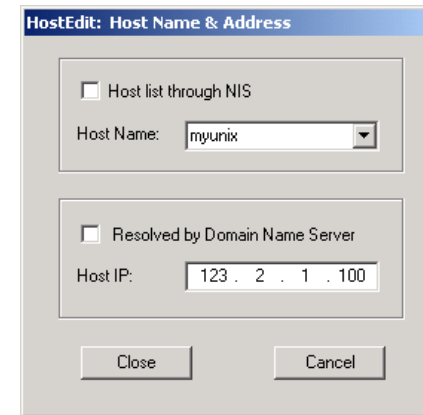 HostEdit: Host Name & Address
Host list through NIS
Host Name: myunix
Resolved by Domain Name Server
Host IP: 123 . 2 . 1 . 100
Close Cancel